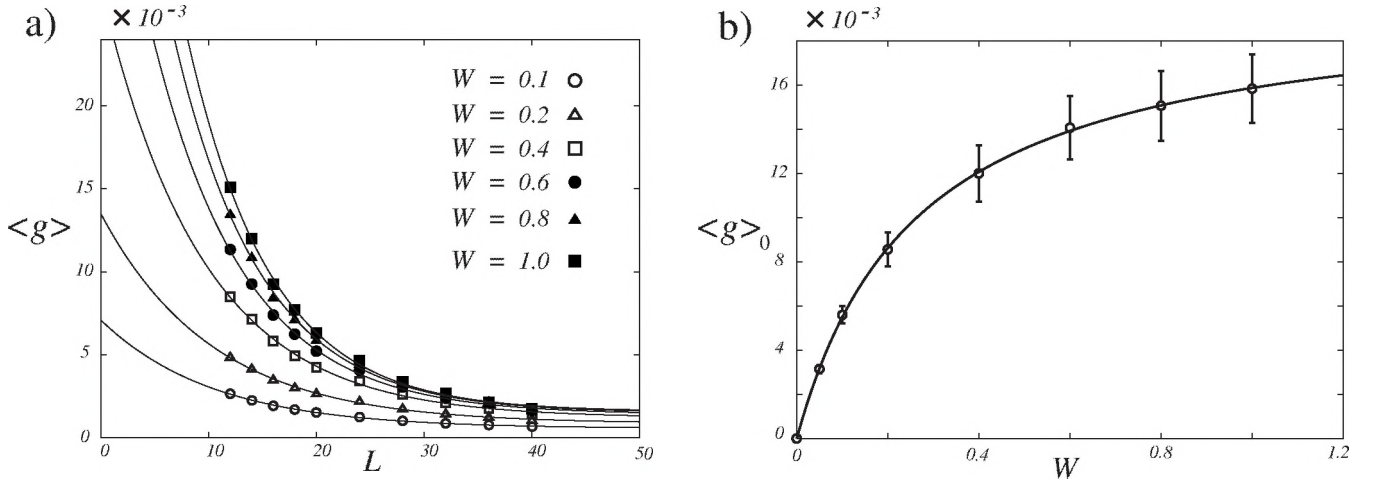 a)
× 10⁻³
20
15
10
5
0
<g>
0
10
20
30
40
50
L
W = 0.1
W = 0.2
W = 0.4
W = 0.6
W = 0.8
W = 1.0
b)
× 10⁻³
16
12
8
4
0
<g>₀
0
0.4
0.8
1.2
W